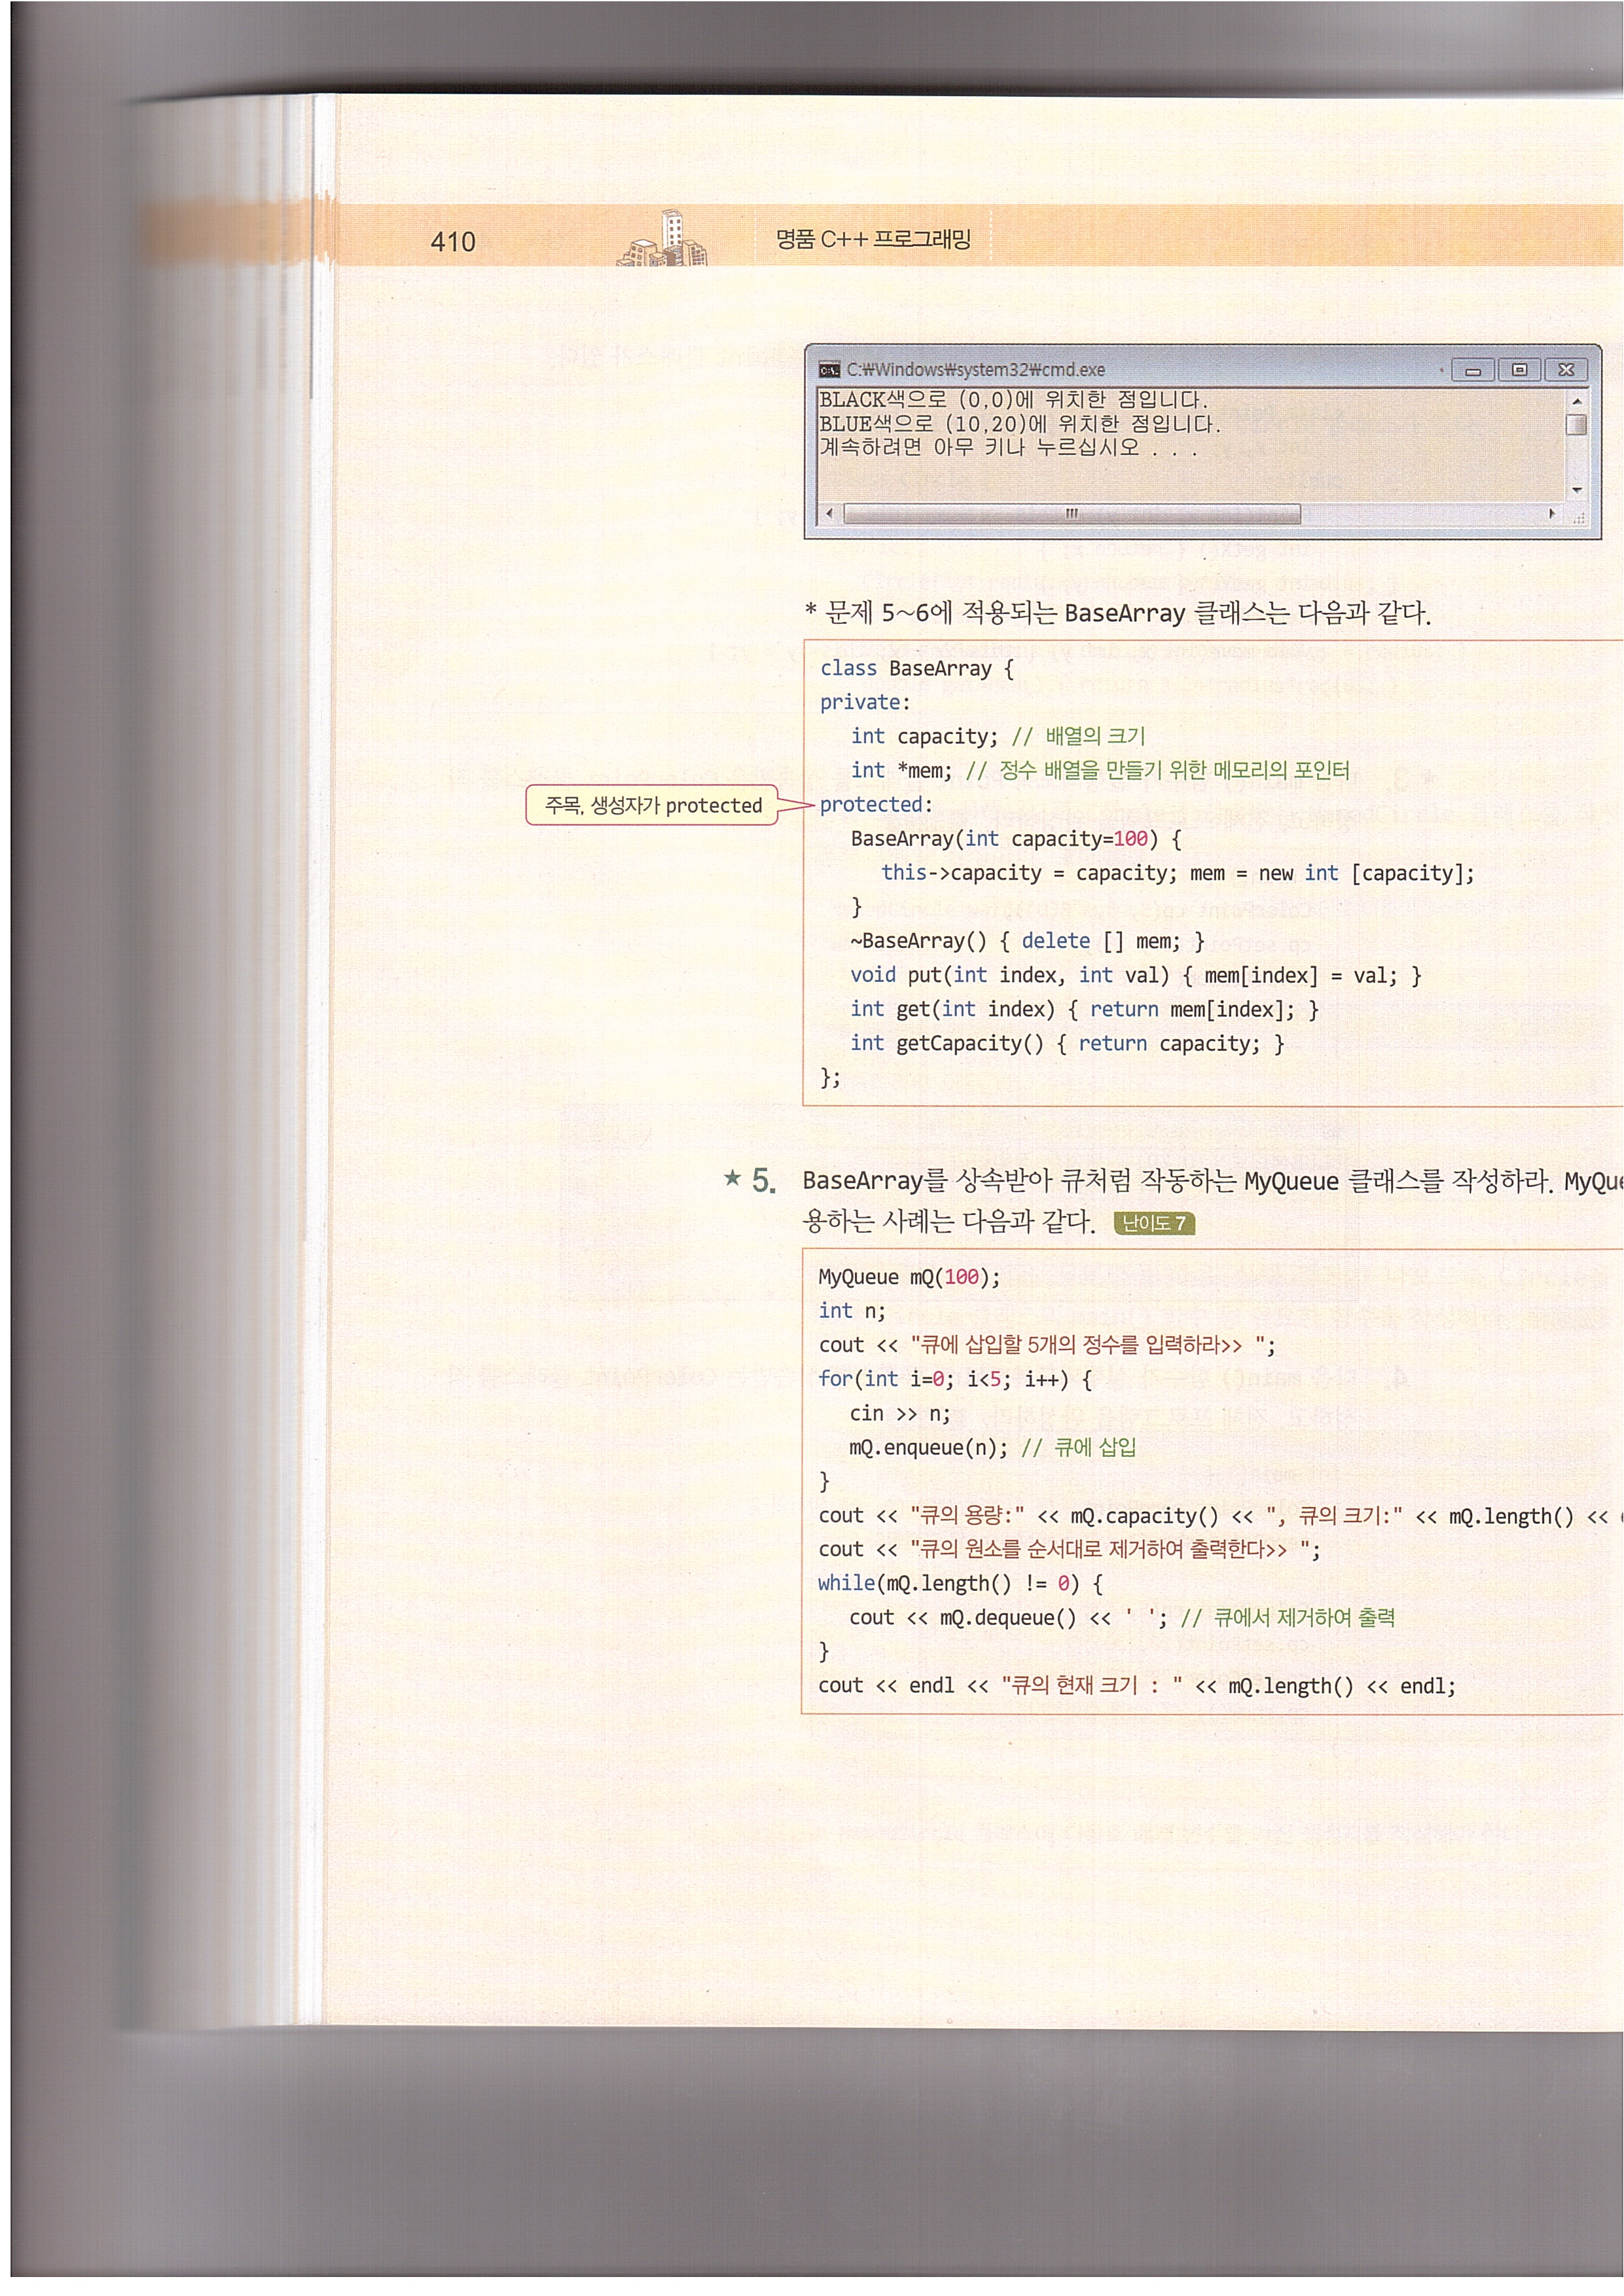 410
명품 C++ 프로그래밍
C:\Windows\system32\cmd.exe
BLACK색으로 (0,0)에 위치한 점입니다.
BLUE색으로 (10,20)에 위치한 점입니다.
계속하려면 아무 키나 누르십시오 . . .
* 문제 5~6에 적용되는 BaseArray 클래스는 다음과 같다.
class BaseArray {
private:
int capacity; // 배열의 크기
int *mem; // 정수 배열을 만들기 위한 메모리의 포인터
주목, 생성자가 protected
protected:
BaseArray(int capacity=100) {
this->capacity = capacity; mem = new int [capacity];
}
~BaseArray() { delete [] mem; }
void put(int index, int val) { mem[index] = val; }
int get(int index) { return mem[index]; }
int getCapacity() { return capacity; }
};
★ 5. BaseArray를 상속받아 큐처럼 작동하는 MyQueue 클래스를 작성하라. MyQue
용하는 사례는 다음과 같다. 난이도 7
MyQueue mQ(100);
int n;
cout << "큐에 삽입할 5개의 정수를 입력하라>> ";
for(int i=0; i<5; i++) {
cin >> n;
mQ.enqueue(n); // 큐에 삽입
}
cout << "큐의 용량:" << mQ.capacity() << ", 큐의 크기:" << mQ.length() <<
cout << "큐의 원소를 순서대로 제거하여 출력한다>> ";
while(mQ.length() != 0) {
cout << mQ.dequeue() << ' '; // 큐에서 제거하여 출력
}
cout << endl << "큐의 현재 크기 : " << mQ.length() << endl;